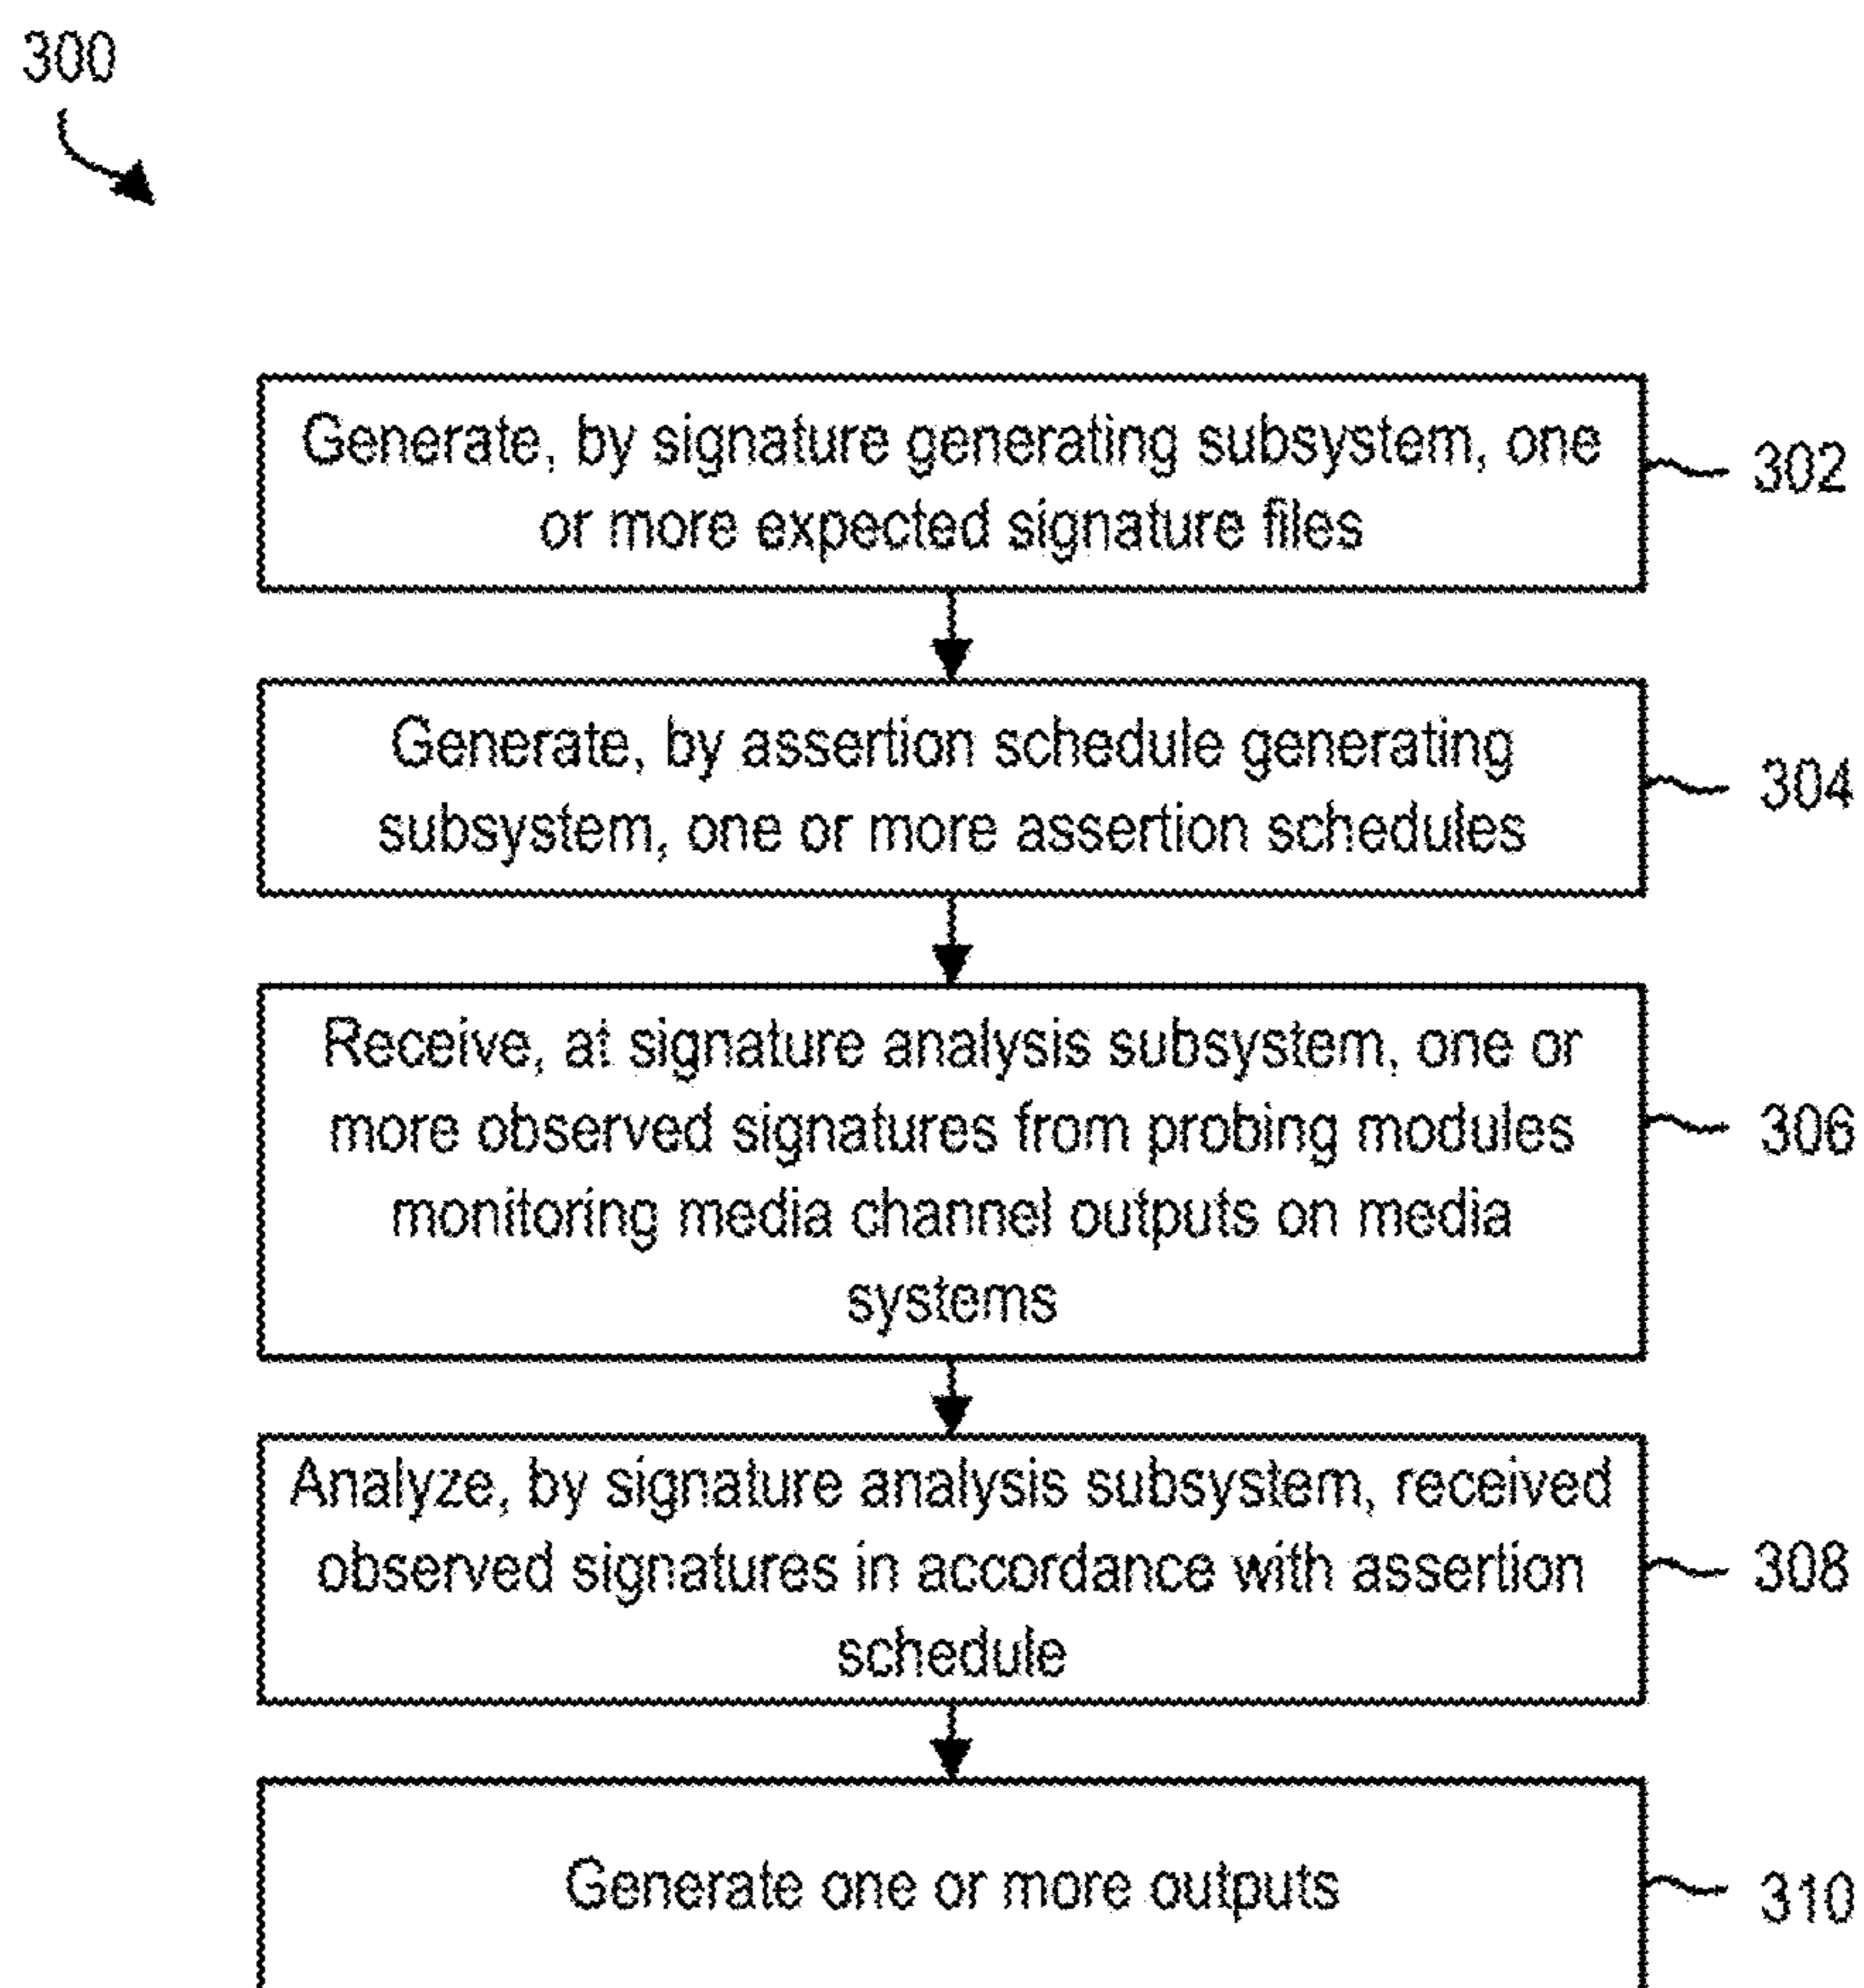 300
Generate, by signature generating subsystem, one
or more expected signature files
302
Generate, by assertion schedule generating
subsystem, one or more assertion schedules
304
Receive, at signature analysis subsystem, one or
more observed signatures from probing modules
monitoring media channel outputs on media
systems
306
Analyze, by signature analysis subsystem, received
observed signatures in accordance with assertion
schedule
308
Generate one or more outputs
310